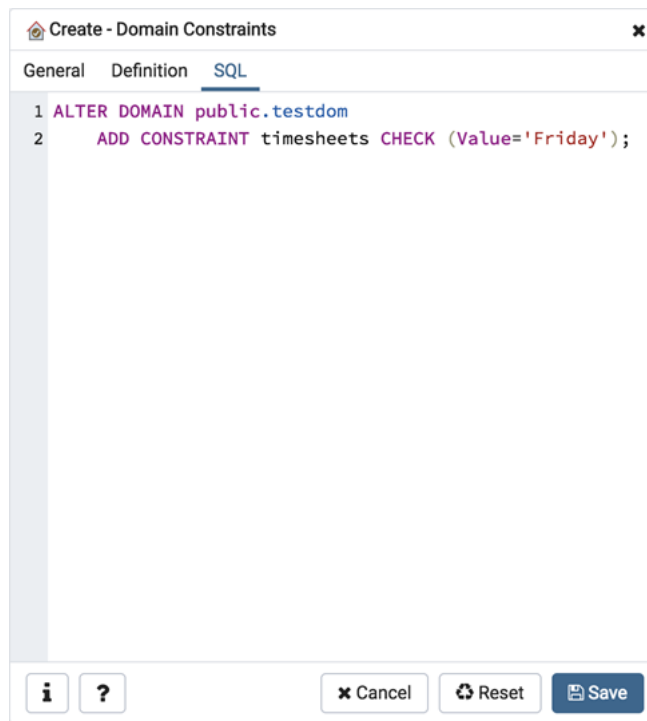 Create - Domain Constraints
General Definition SQL
1 ALTER DOMAIN public.testdom
2 ADD CONSTRAINT timesheets CHECK (Value='Friday');
i ? Cancel Reset Save